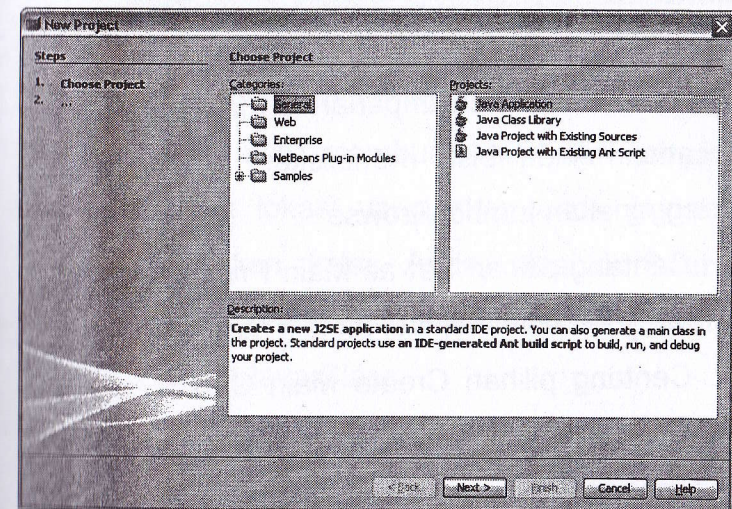 New Project
Steps
1. Choose Project
2. ...
Choose Project
Categories:
General
Web
Enterprise
NetBeans Plug-in Modules
Samples
Projects:
Java Application
Java Class Library
Java Project with Existing Sources
Java Project with Existing Ant Script
Description:
Creates a new J2SE application in a standard IDE project. You can also generate a main class in
the project. Standard projects use an IDE-generated Ant build script to build, run, and debug
your project.
< Back Next > Finish Cancel Help